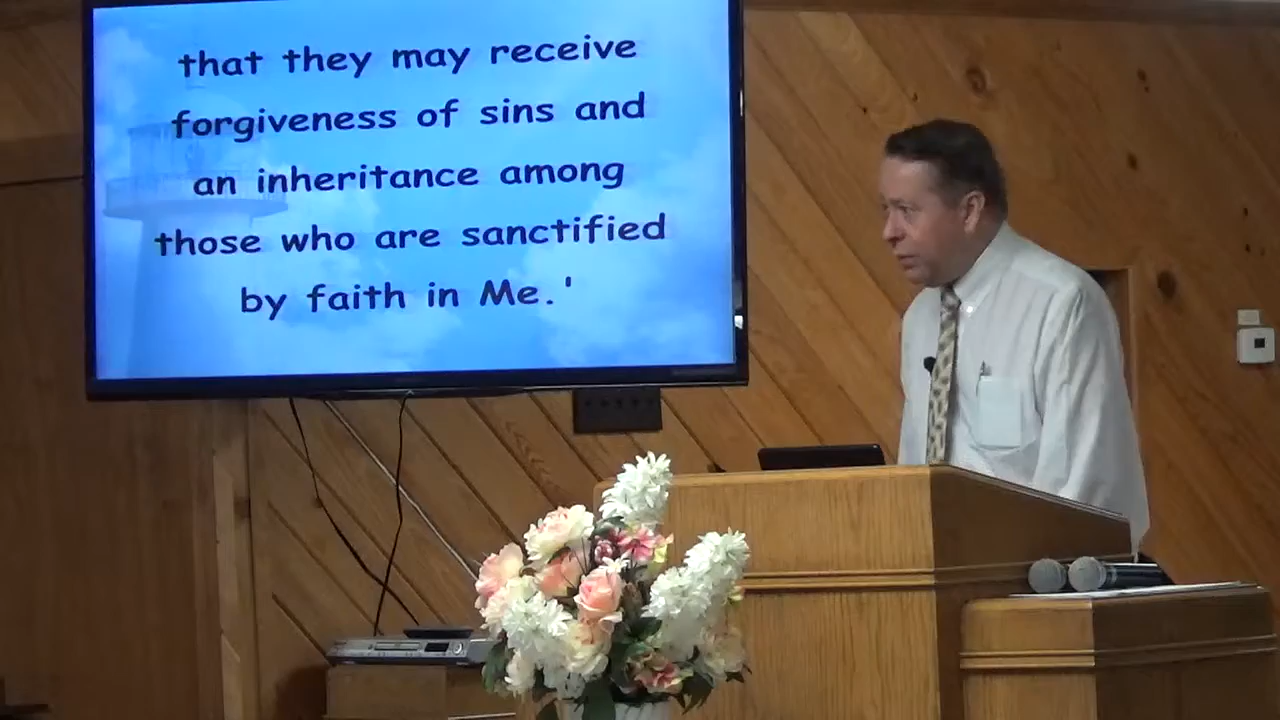 that they may receive
forgiveness of sins and
an inheritance among
those who are sanctified
by faith in Me.'